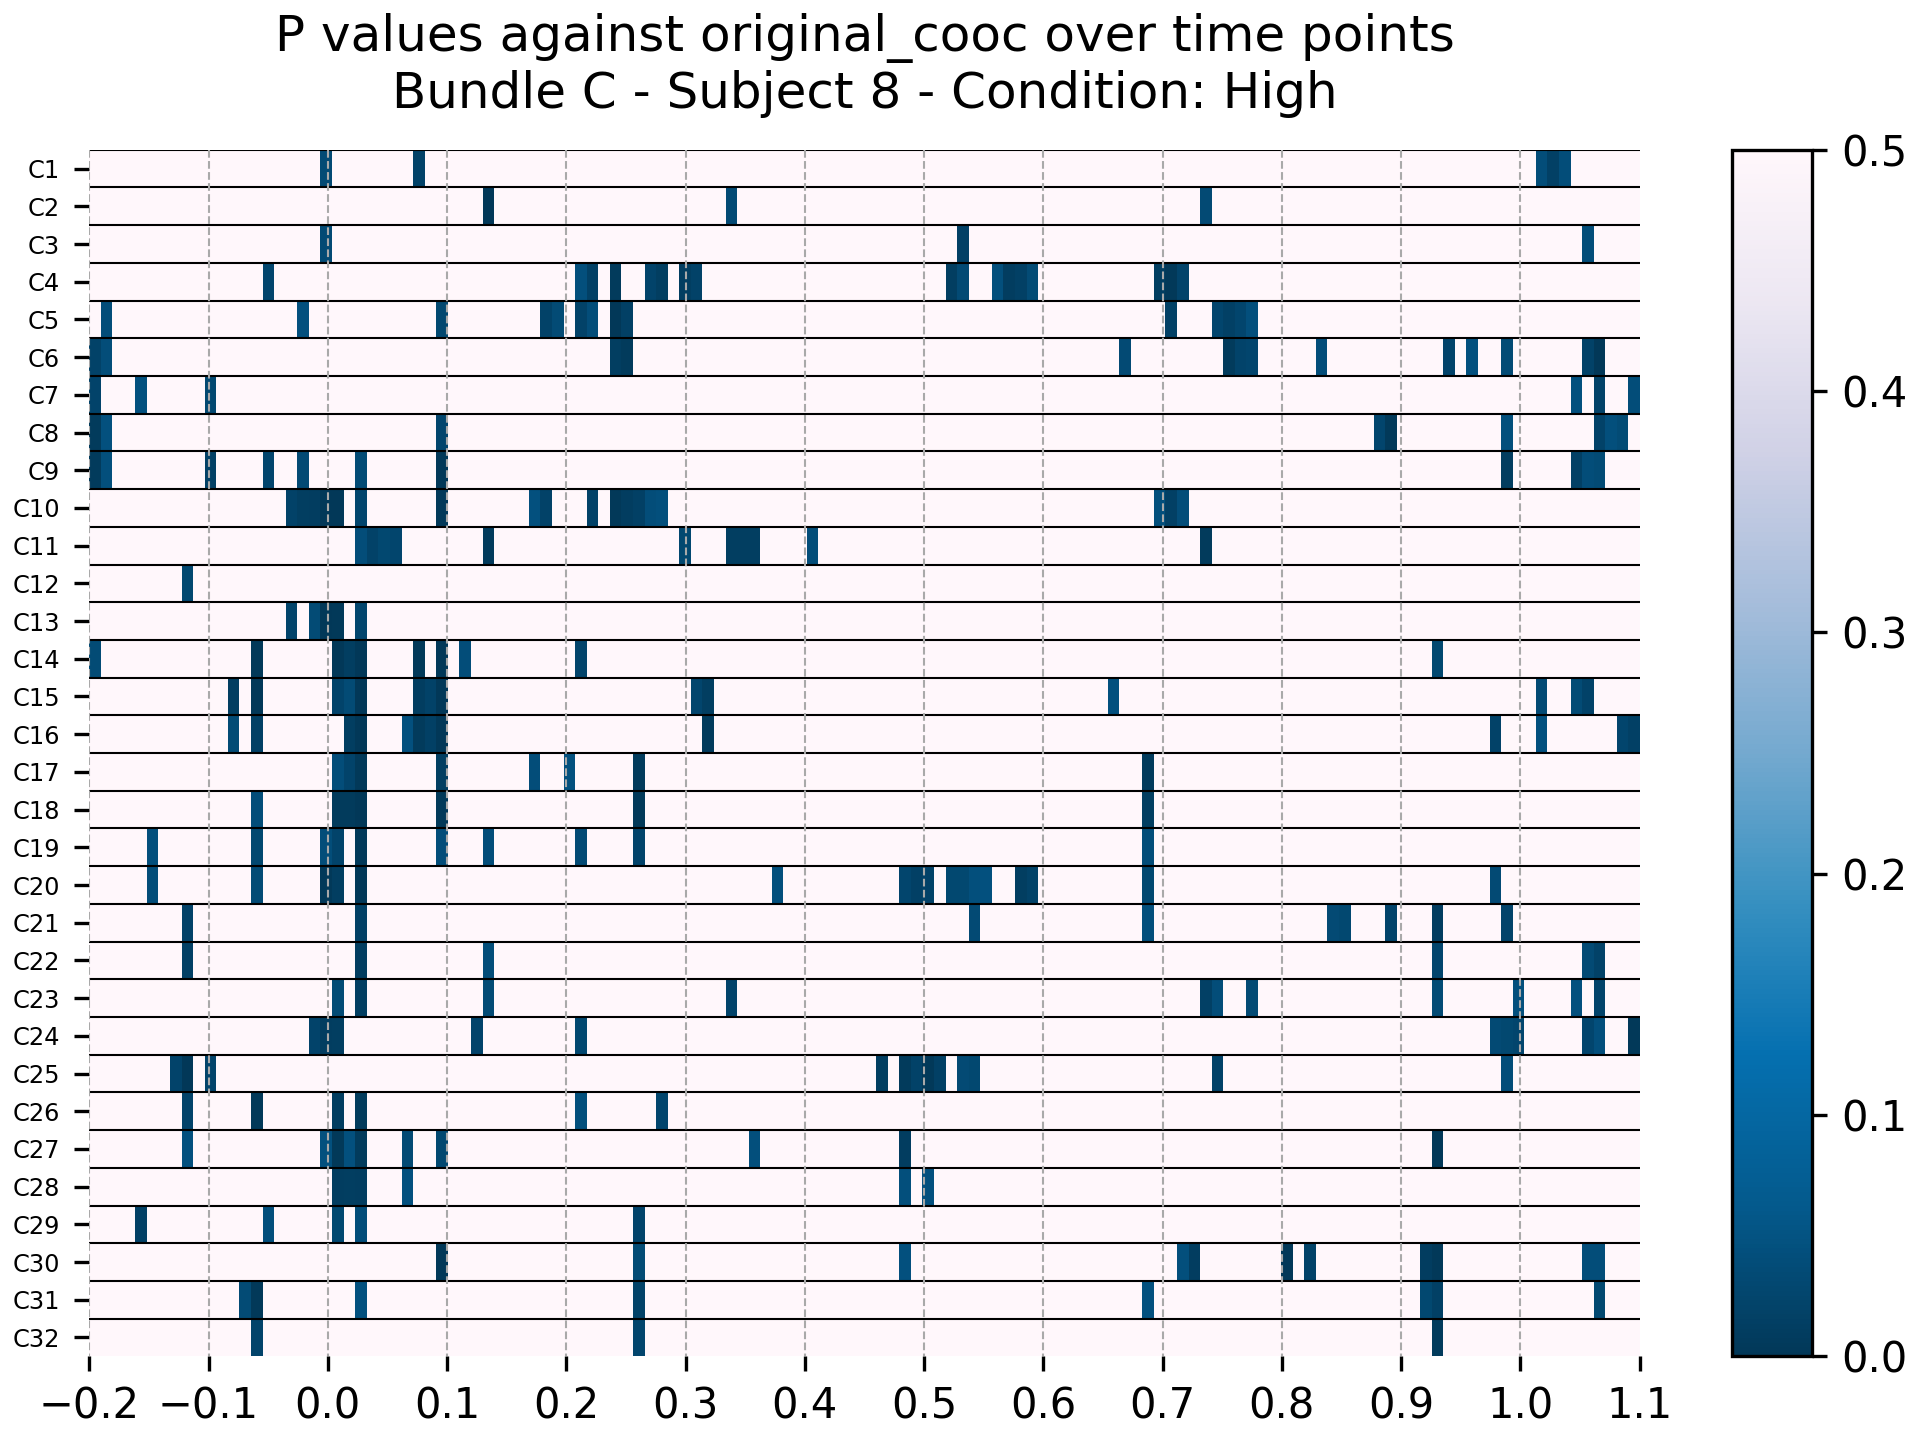 P values against original_cooc over time points
Bundle C - Subject 8 - Condition: High
C1
C2
C3
C4
C5
C6
C7
C8
C9
C10
C11
C12
C13
C14
C15
C16
C17
C18
C19
C20
C21
C22
C23
C24
C25
C26
C27
C28
C29
C30
C31
C32
−0.2 −0.1 0.0 0.1 0.2 0.3 0.4 0.5 0.6 0.7 0.8 0.9 1.0 1.1
0.5
0.4
0.3
0.2
0.1
0.0